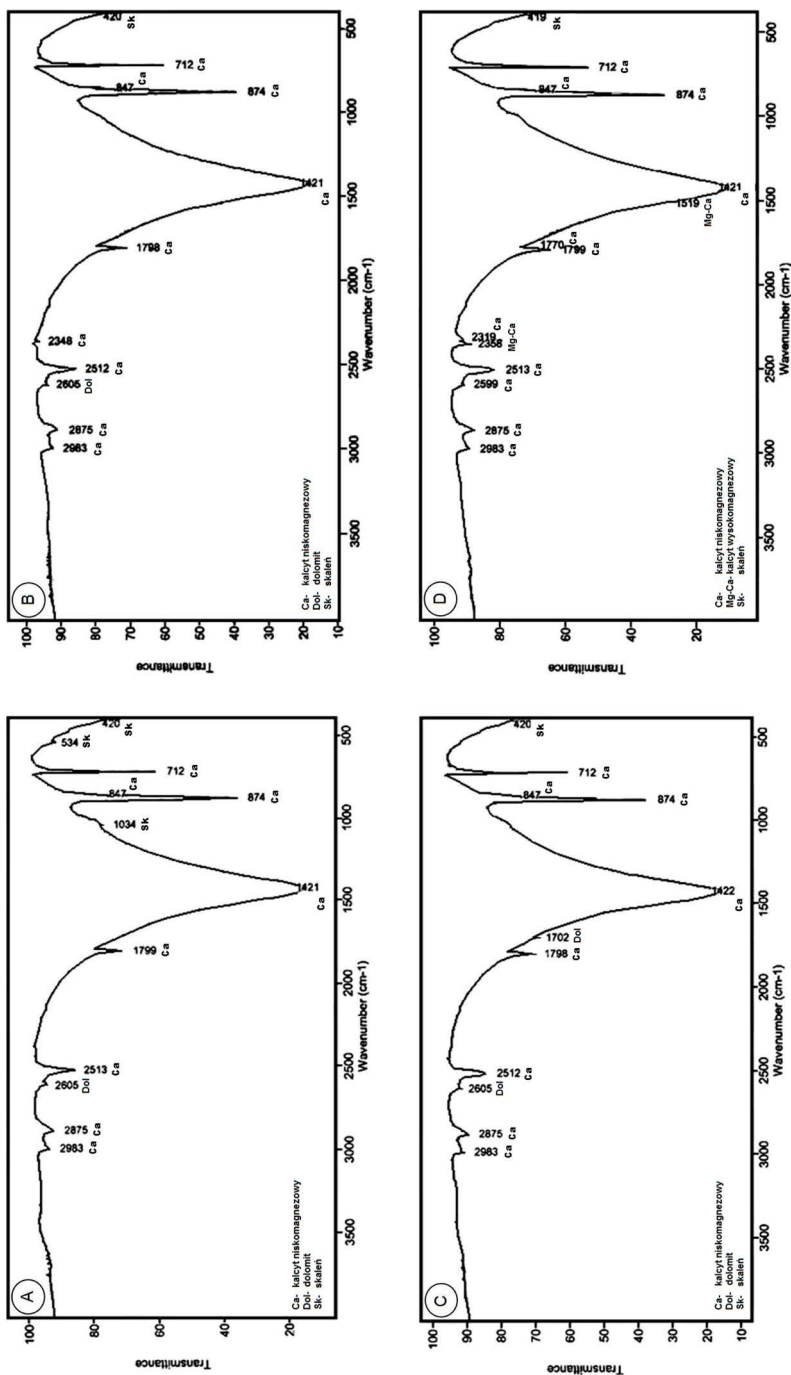 A
Transmittance
100
90
80
70
60
50
40
30
20
3500
3000
2500
2000
1500
1000
500
Wavenumber (cm-1)
2983 Ca
2875 Ca
2605 Dol
2513 Ca
1799 Ca
1421 Ca
1034 Sk
874 Ca
847 Ca
712 Ca
534 Sk
420 Sk
Ca- kalcyt niskomagnezowy
Dol- dolomit
Sk- skaleń
B
Transmittance
100
90
80
70
60
50
40
30
20
10
3500
3000
2500
2000
1500
1000
500
Wavenumber (cm-1)
2983 Ca
2875 Ca
2605 Dol
2512 Ca
2348 Ca
1798 Ca
1421 Ca
874 Ca
847 Ca
712 Ca
420 Sk
Ca- kalcyt niskomagnezowy
Dol- dolomit
Sk- skaleń
C
Transmittance
100
90
80
70
60
50
40
30
20
10
3500
3000
2500
2000
1500
1000
500
Wavenumber (cm-1)
2983 Ca
2875 Ca
2605 Dol
2512 Ca
1798 Ca
1702 Dol
1422 Ca
874 Ca
847 Ca
712 Ca
420 Sk
Ca- kalcyt niskomagnezowy
Dol- dolomit
Sk- skaleń
D
Transmittance
100
80
60
40
20
3500
3000
2500
2000
1500
1000
500
Wavenumber (cm-1)
2983 Ca
2875 Ca
2599 Ca
2513 Ca
2358 Mg-Ca
2319 Ca
1799 Ca
1770 Ca
1519 Mg-Ca
1421 Ca
874 Ca
847 Ca
712 Ca
419 Sk
Ca- kalcyt niskomagnezowy
Mg-Ca- kalcyt wysokomagnezowy
Sk- skaleń